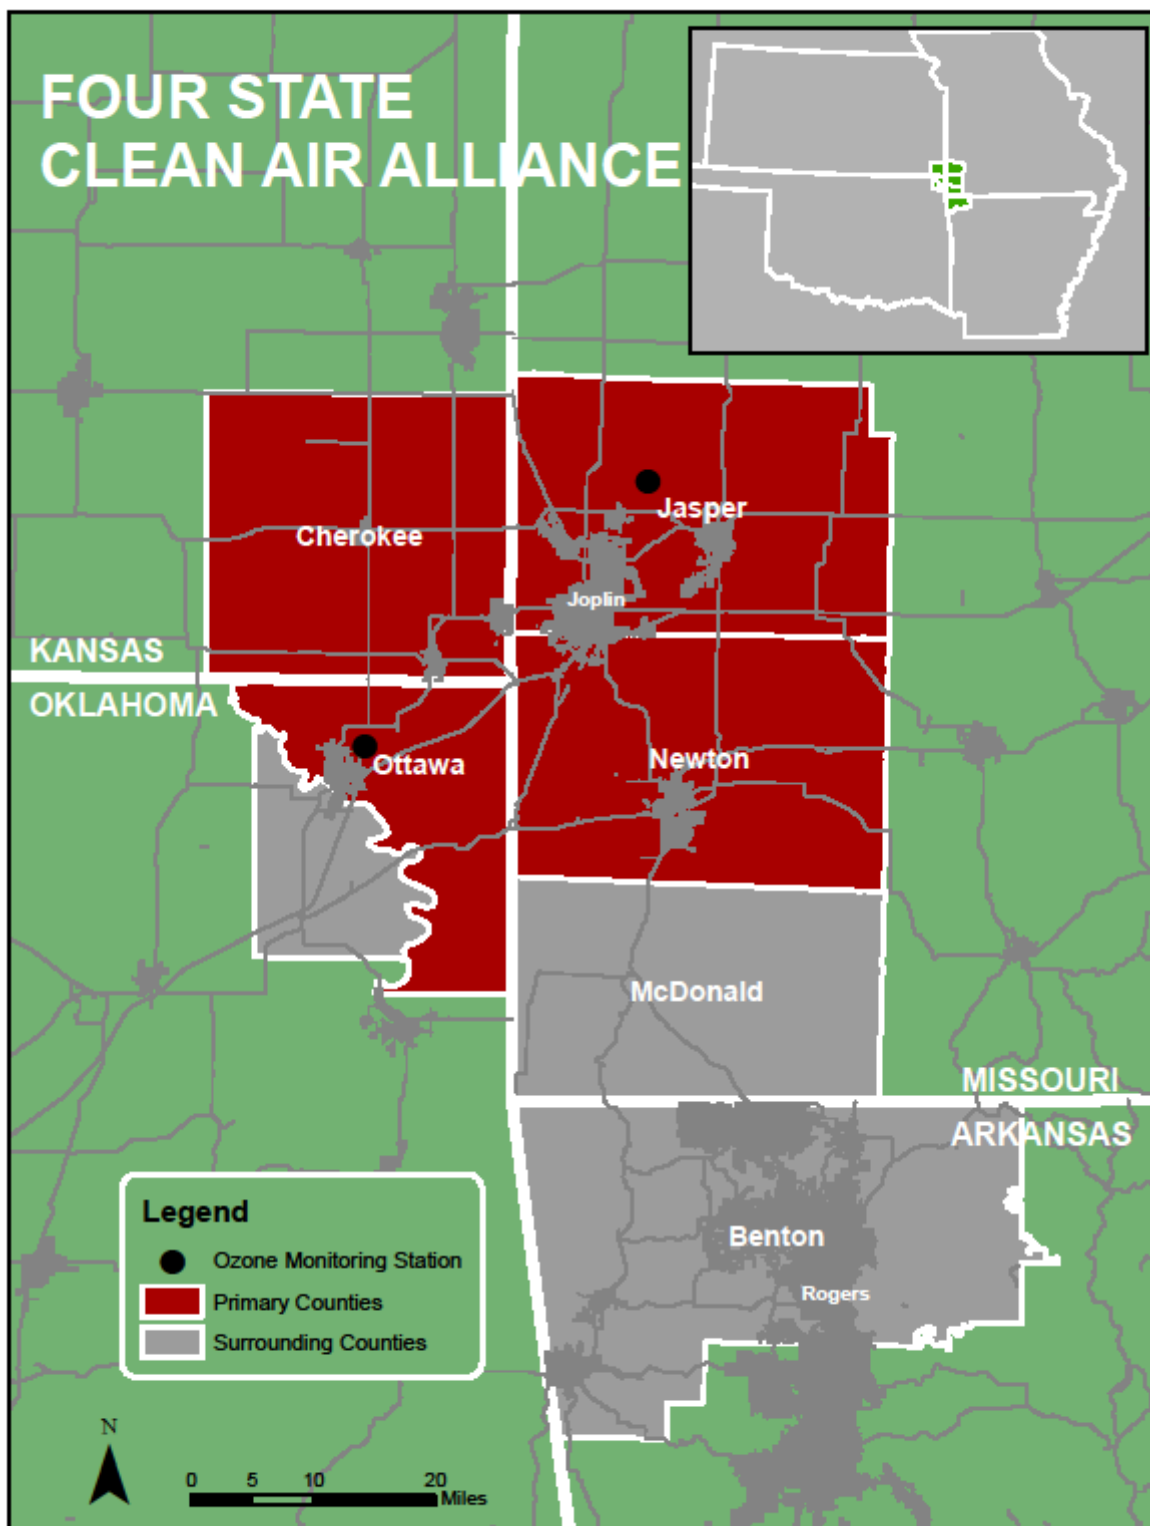 FOUR STATE
CLEAN AIR ALLIANCE
Jasper
Cherokee
Joplin
KANSAS
OKLAHOMA
Ottawa
Newton
McDonald
MISSOURI
ARKANSAS
Benton
Rogers
Legend
Ozone Monitoring Station
Primary Counties
Surrounding Counties
N
0 5 10 20
Miles